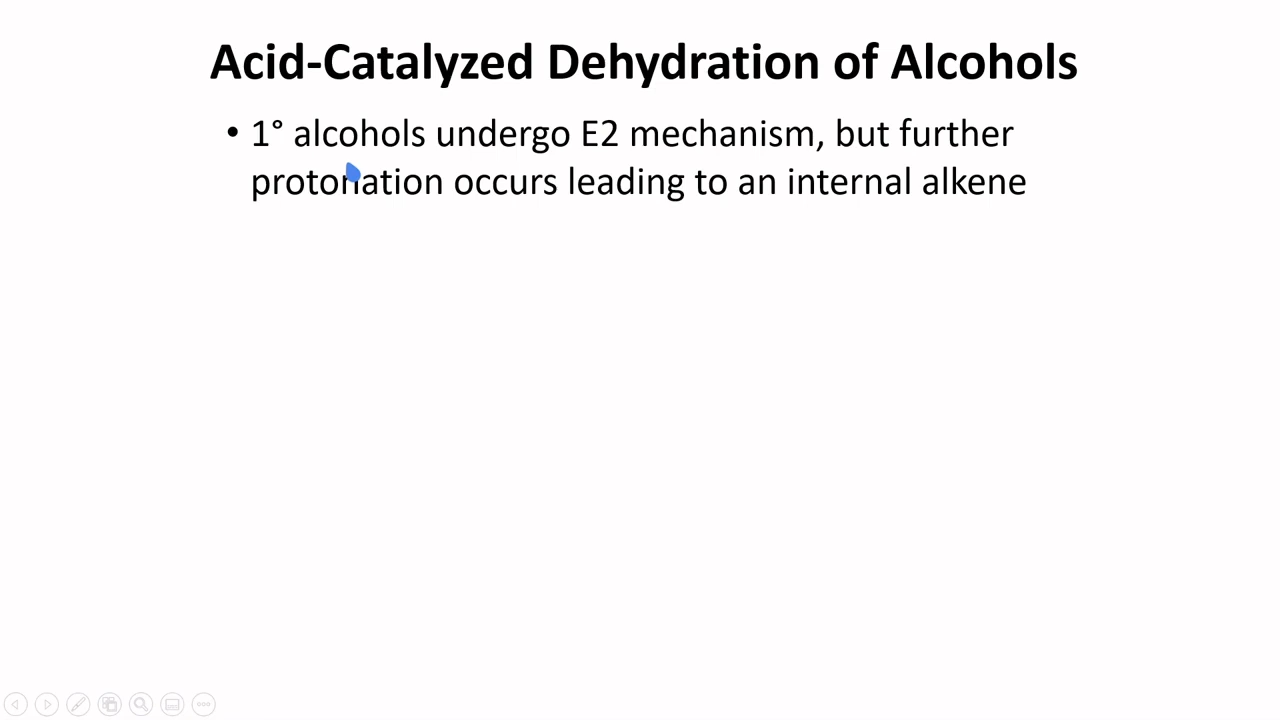 Acid-Catalyzed Dehydration of Alcohols
• 1° alcohols undergo E2 mechanism, but further
protonation occurs leading to an internal alkene